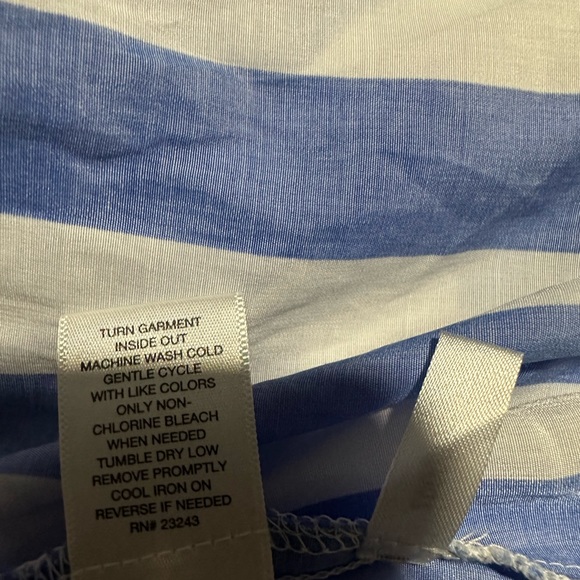 TURN GARMENT
INSIDE OUT
MACHINE WASH COLD
GENTLE CYCLE
WITH LIKE COLORS
ONLY NON-
CHLORINE BLEACH
WHEN NEEDED
TUMBLE DRY LOW
REMOVE PROMPTLY
COOL IRON ON
REVERSE IF NEEDED
RN# 23243